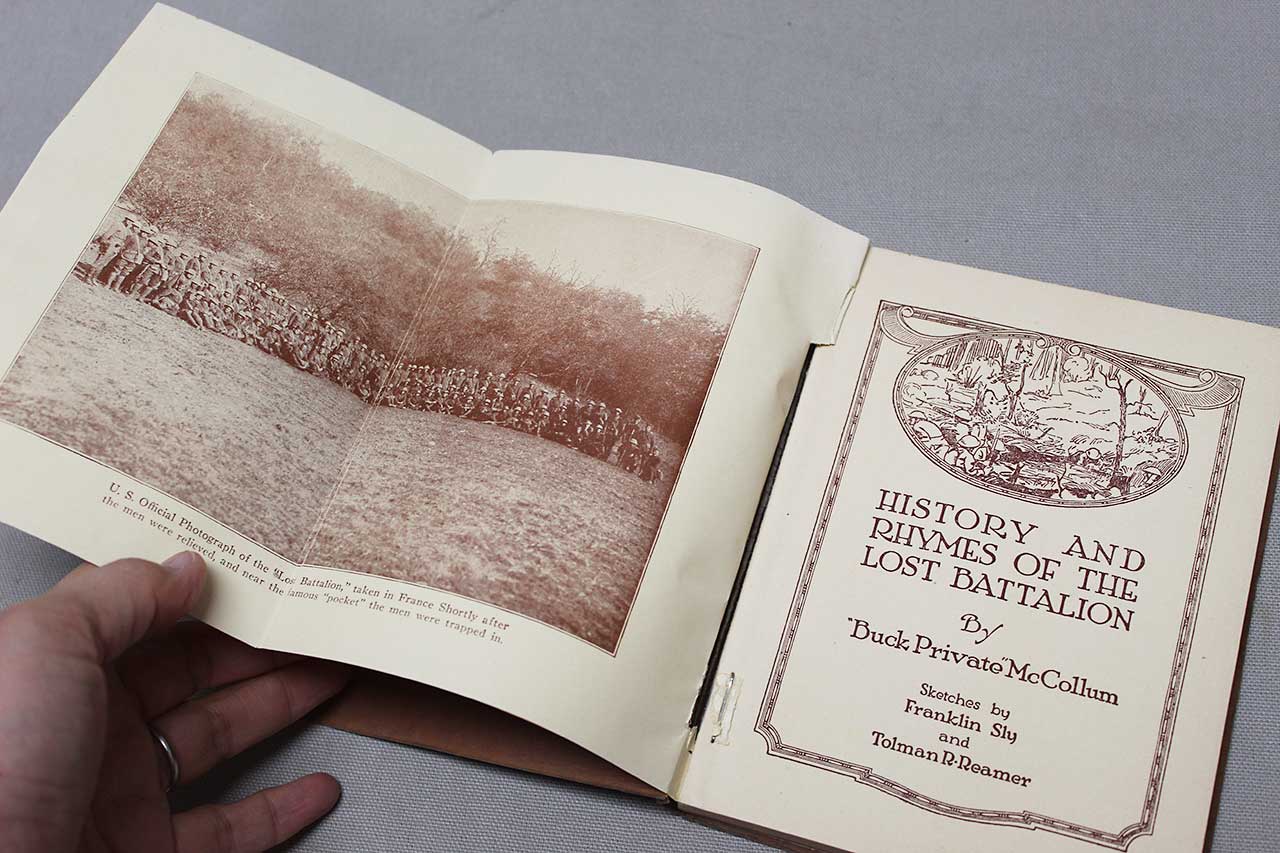 U. S. Official Photograph of the "Lost Battalion," taken in France Shortly after
the men were relieved, and near the famous "pocket" the men were trapped in.
HISTORY AND
RHYMES OF THE
LOST BATTALION
By
"Buck Private" McCollum
Sketches by
Franklin Sly
and
Tolman R. Reamer